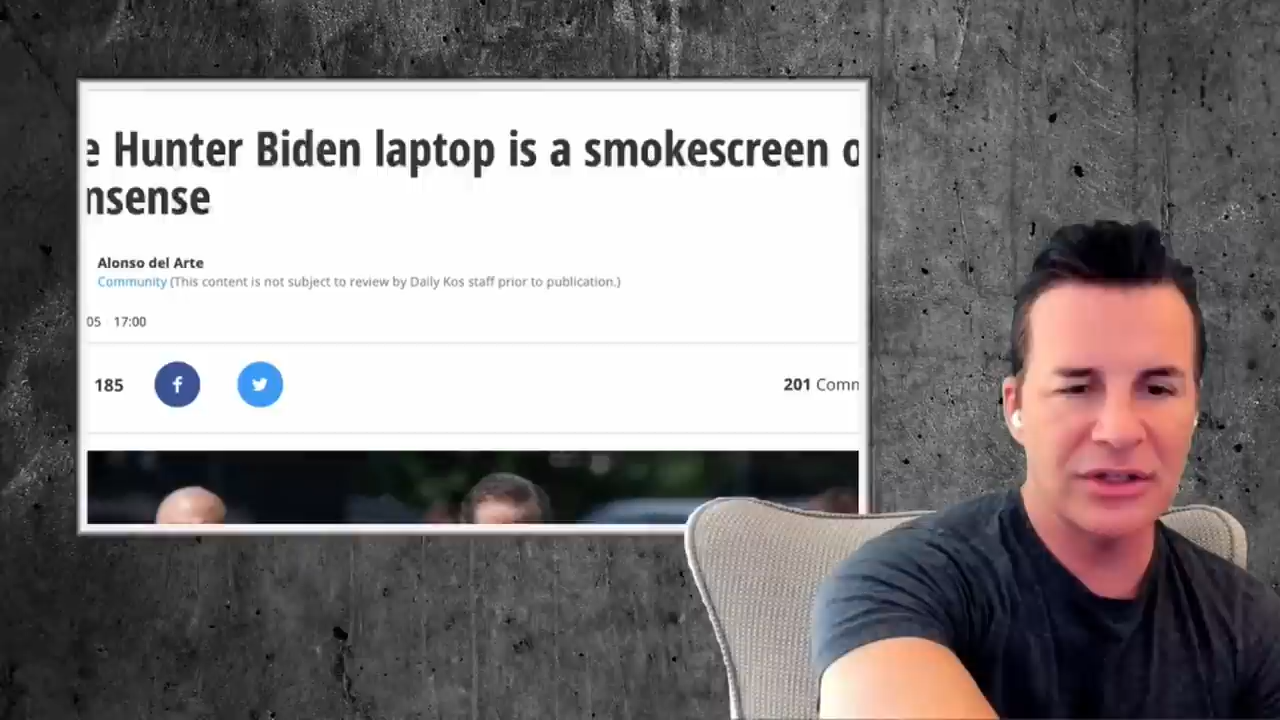 e Hunter Biden laptop is a smokescreen o
nsense
Alonso del Arte
Community (This content is not subject to review by Daily Kos staff prior to publication.)
05 17:00
185
201 Comm